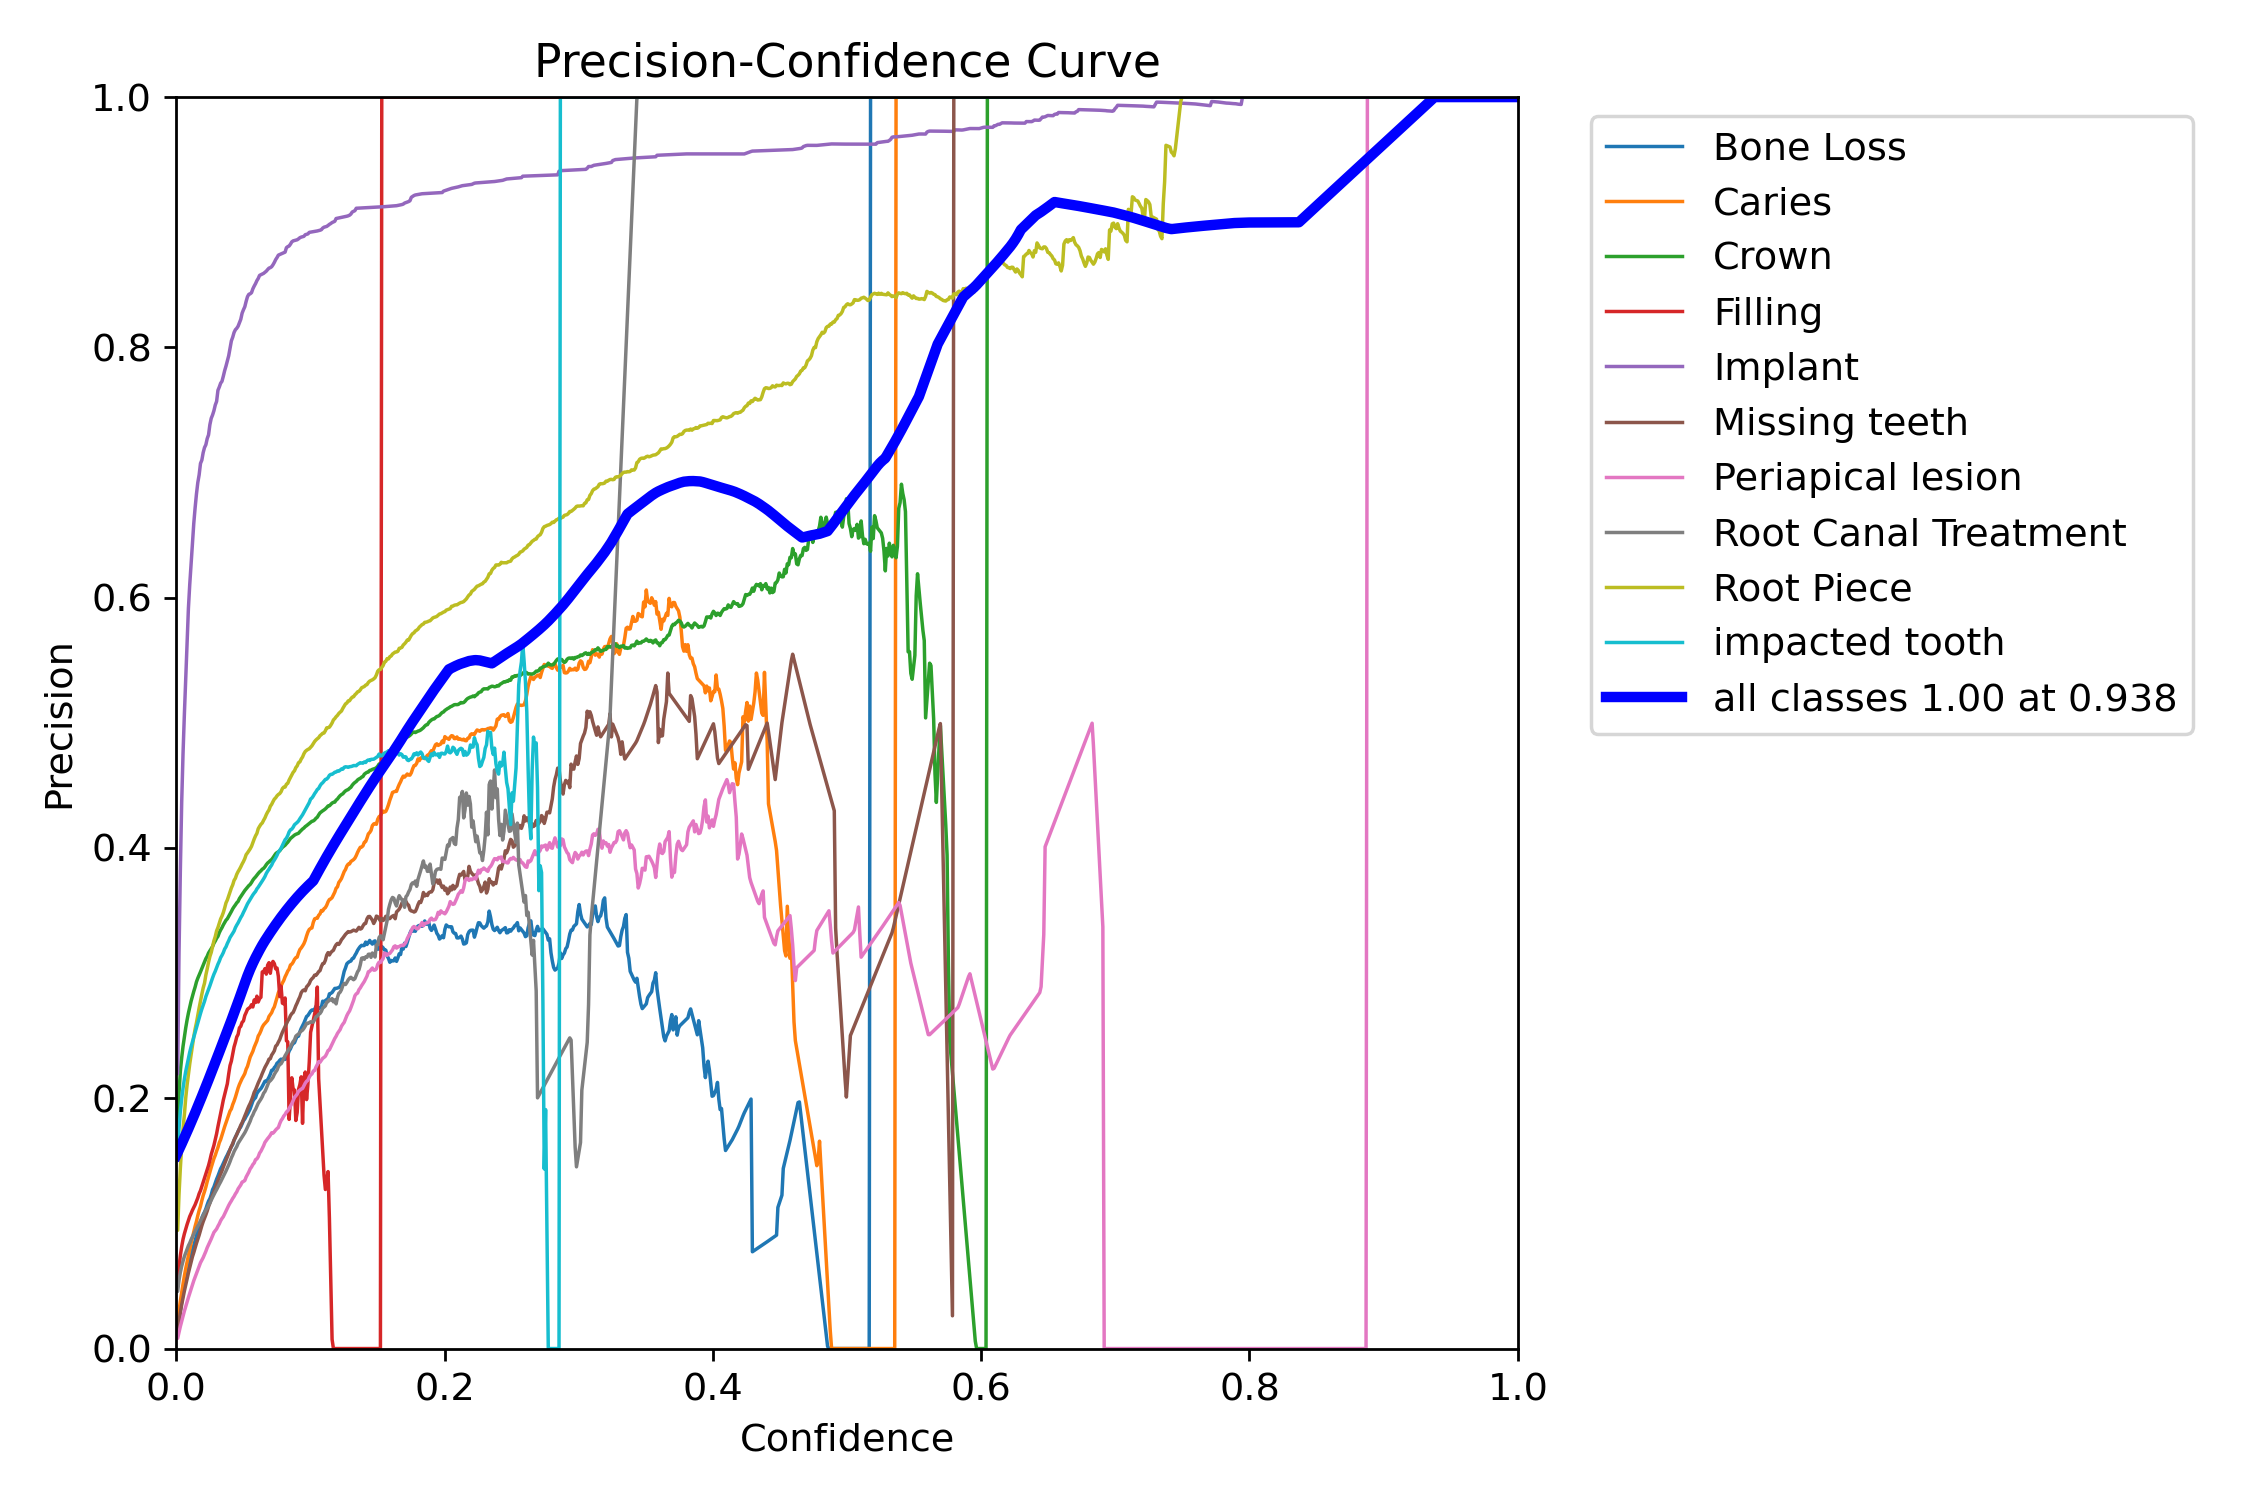 Precision-Confidence Curve
1.0
0.8
0.6
0.4
0.2
0.0
Precision
0.0 0.2 0.4 0.6 0.8 1.0
Confidence
Bone Loss
Caries
Crown
Filling
Implant
Missing teeth
Periapical lesion
Root Canal Treatment
Root Piece
impacted tooth
all classes 1.00 at 0.938